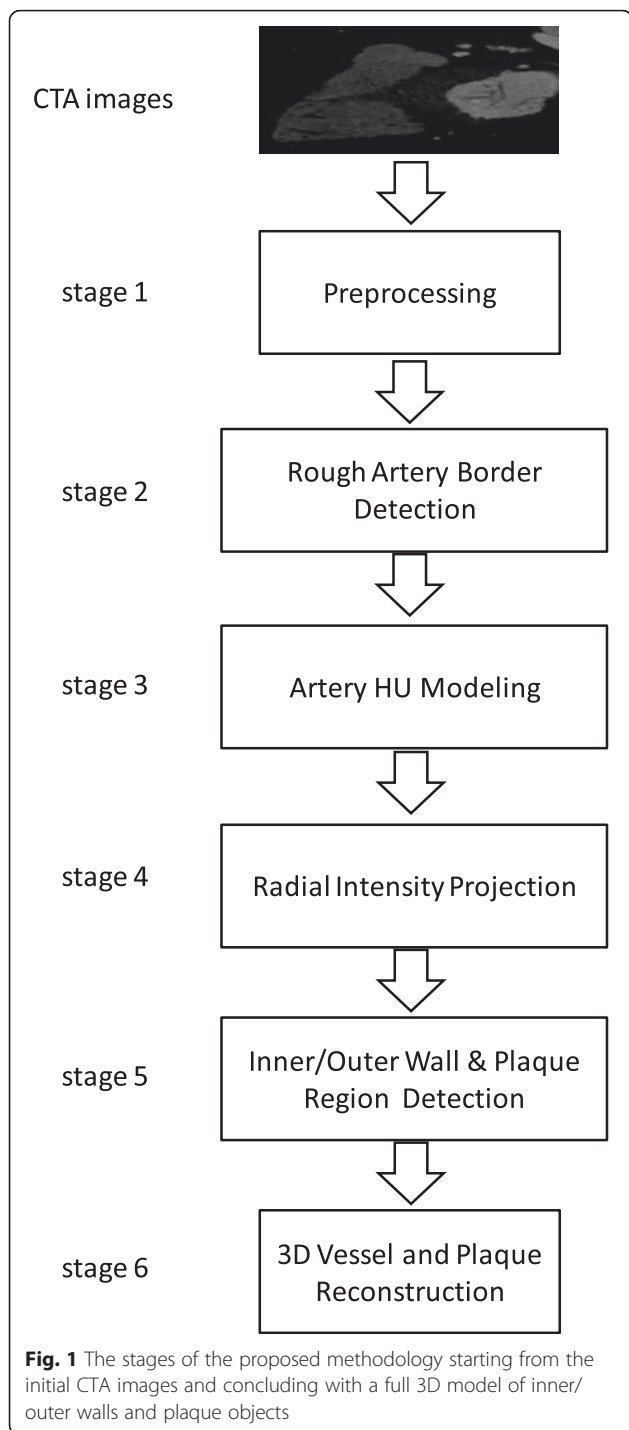 CTA images
stage 1
Preprocessing
stage 2
Rough Artery Border
Detection
stage 3
Artery HU Modeling
stage 4
Radial Intensity Projection
stage 5
Inner/Outer Wall & Plaque
Region Detection
stage 6
3D Vessel and Plaque
Reconstruction
Fig. 1 The stages of the proposed methodology starting from the
initial CTA images and concluding with a full 3D model of inner/
outer walls and plaque objects